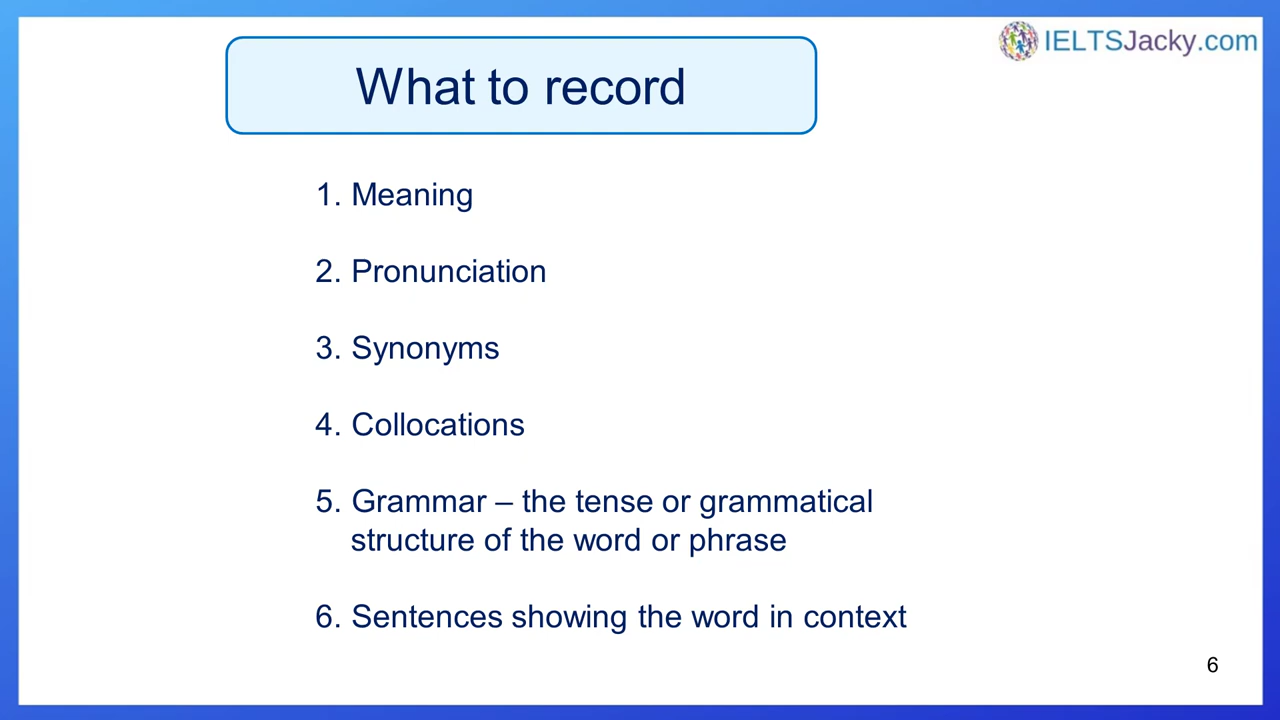 IELTSJacky.com
What to record
1. Meaning
2. Pronunciation
3. Synonyms
4. Collocations
5. Grammar – the tense or grammatical
structure of the word or phrase
6. Sentences showing the word in context
6